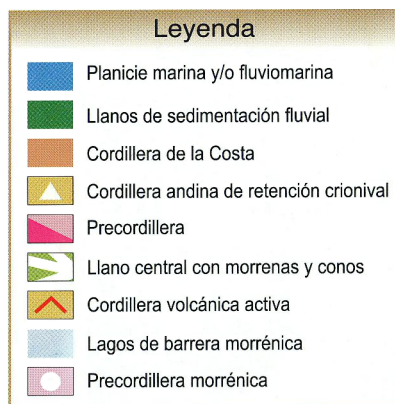 Leyenda
Planicie marina y/o fluviomarina
Llanos de sedimentación fluvial
Cordillera de la Costa
Cordillera andina de retención crionival
Precordillera
Llano central con morrenas y conos
Cordillera volcánica activa
Lagos de barrera morrénica
Precordillera morrénica